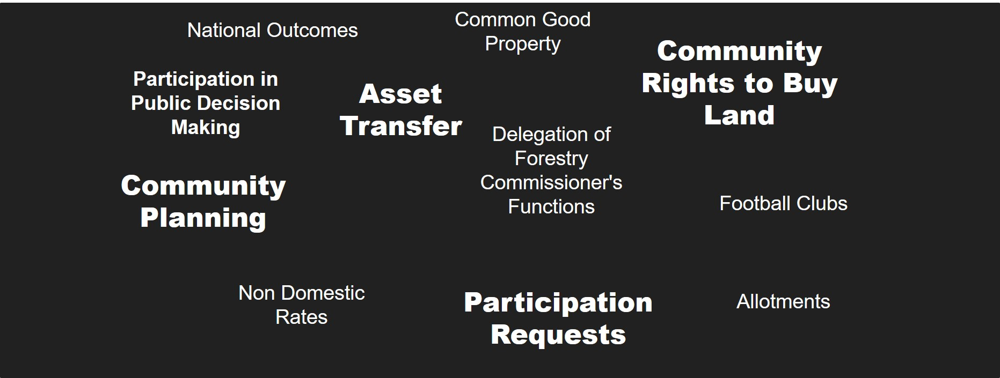 National Outcomes
Common Good
Property
Community
Rights to Buy
Land
Participation in
Public Decision
Making
Asset
Transfer
Delegation of
Forestry
Commissioner's
Functions
Community
Planning
Football Clubs
Non Domestic
Rates
Participation
Requests
Allotments